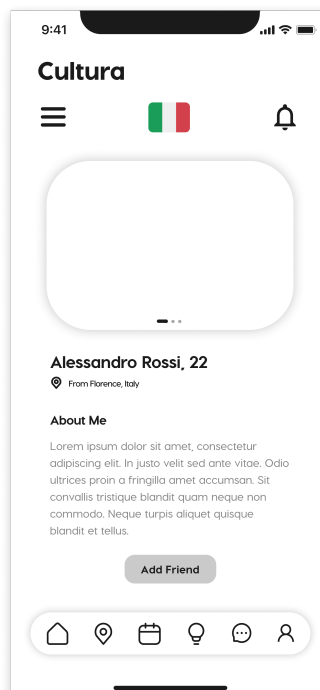 9:41
Cultura
Alessandro Rossi, 22
From Florence, Italy
About Me
Lorem ipsum dolor sit amet, consectetur
adipiscing elit. In justo velit sed ante vitae. Odio
ultrices proin a fringilla amet accumsan. Sit
convallis tristique blandit quam neque non
commodo. Neque turpis aliquet quisque
blandit et tellus.
Add Friend